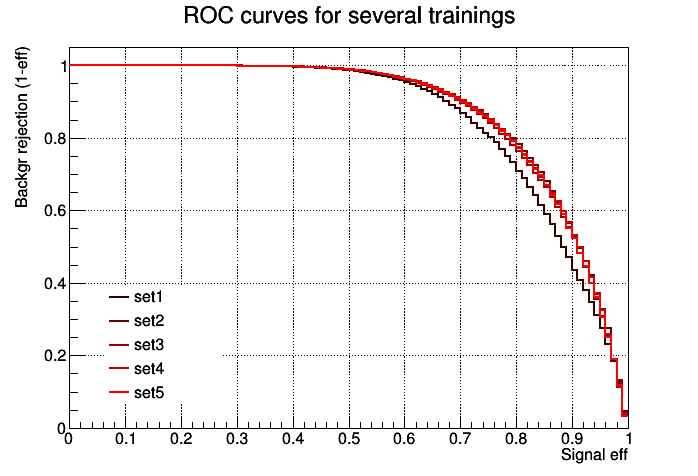 ROC curves for several trainings
Backgr rejection (1-eff)
1
0.8
0.6
0.4
0.2
0
set1
set2
set3
set4
set5
0 0.1 0.2 0.3 0.4 0.5 0.6 0.7 0.8 0.9 1
Signal eff